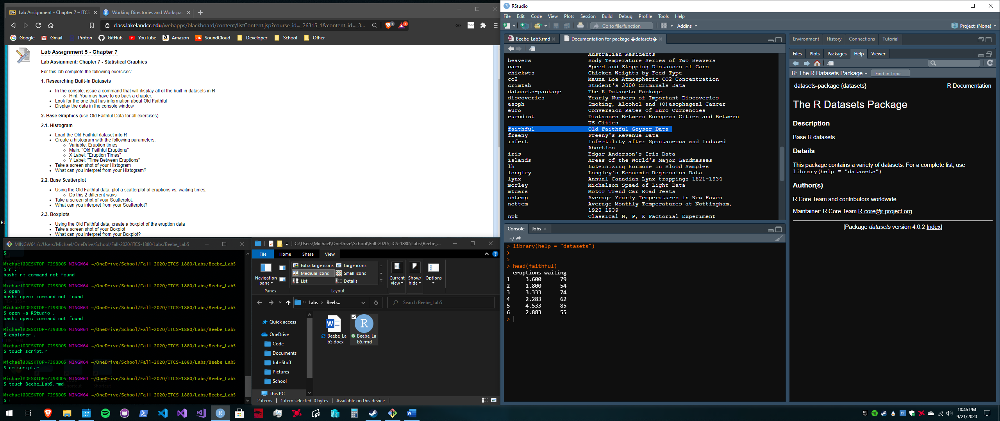 Lab Assignment - Chapter 7 – ITCS
Working Directories and Workspac
class.lakelandcc.edu/webapps/blackboard/content/listContent.jsp?course_id=_26315_1&content_id=_3...
Google
Gmail
Proton
GitHub
YouTube
Amazon
SoundCloud
Developer
School
Other
Lab Assignment 5 - Chapter 7
Lab Assignment: Chapter 7 - Statistical Graphics
For this lab complete the following exercises:
1. Researching Built-In Datasets
In the console, issue a command that will display all of the built-in datasets in R
Hint: You may have to go back a chapter.
Look for the one that has information about Old Faithful
Display the data in the console window
2. Base Graphics (use Old Faithful Data for all exercises)
2.1. Histogram
Load the Old Faithful dataset into R
Create a histogram with the following parameters:
Variable: Eruption times
Main: "Old Faithful Eruptions"
X Label: "Eruption Times"
Y Label: "Time Between Eruptions"
Take a screen shot of your Histogram
What can you interpret from your Histogram?
2.2. Base Scatterplot
Using the Old Faithful data, plot a scatterplot of eruptions vs. waiting times.
Do this 2 different ways
Take a screen shot of your Scatterplot.
What can you interpret from your Scatterplot?
2.3. Boxplots
Using the Old Faithful data, create a boxplot of the eruption data
Take a screen shot of your Boxplot
What can you interpret from your Boxplot?
MINGW64:/c/Users/Michael/OneDrive/School/Fall-2020/ITCS-1880/Labs/Beebe_Lab5
$
Michael@DESKTOP-7J9BDO5 MINGW64 ~/OneDrive/School/Fall-2020/ITCS-1880/Labs/Beebe_Lab5
$ r .
bash: r: command not found
Michael@DESKTOP-7J9BDO5 MINGW64 ~/OneDrive/School/Fall-2020/ITCS-1880/Labs/Beebe_Lab5
$ open
bash: open: command not found
Michael@DESKTOP-7J9BDO5 MINGW64 ~/OneDrive/School/Fall-2020/ITCS-1880/Labs/Beebe_Lab5
$ open -a RStudio .
bash: open: command not found
Michael@DESKTOP-7J9BDO5 MINGW64 ~/OneDrive/School/Fall-2020/ITCS-1880/Labs/Beebe_Lab5
$ explorer .
Michael@DESKTOP-7J9BDO5 MINGW64 ~/OneDrive/School/Fall-2020/ITCS-1880/Labs/Beebe_Lab5
$ touch script.r
Michael@DESKTOP-7J9BDO5 MINGW64 ~/OneDrive/School/Fall-2020/ITCS-1880/Labs/Beebe_Lab5
$ rm script.r
Michael@DESKTOP-7J9BDO5 MINGW64 ~/OneDrive/School/Fall-2020/ITCS-1880/Labs/Beebe_Lab5
$ touch Beebe_Lab5.rmd
Michael@DESKTOP-7J9BDO5 MINGW64 ~/OneDrive/School/Fall-2020/ITCS-1880/Labs/Beebe_Lab5
$
C:\Users\Michael\OneDrive\School\Fall-2020\ITCS-1880\Labs\Beebe_...
File Home Share View
Extra large icons Large icons
Medium icons Small icons
List Details
Navigation pane
Current view
Show/hide
Options
Panes
Layout
Labs › Beeb...
Search Beebe_Lab5
Quick access
OneDrive
Code
Documents
Job-Stuff
Pictures
School
This PC
Beebe_Lab5.docx
Beebe_Lab5.rmd
2 items
1 item selected 0 bytes
Available on this device
RStudio
File Edit Code View Plots Session Build Debug Profile Tools Help
Go to file/function
Addins
Project: (None)
Beebe_Lab5.rmd
Documentation for package �datasets�
Australian Residents
beavers Body Temperature Series of Two Beavers
cars Speed and Stopping Distances of Cars
chickwts Chicken Weights by Feed Type
co2 Mauna Loa Atmospheric CO2 Concentration
crimtab Student's 3000 Criminals Data
datasets-package The R Datasets Package
discoveries Yearly Numbers of Important Discoveries
esoph Smoking, Alcohol and (O)esophageal Cancer
euro Conversion Rates of Euro Currencies
eurodist Distances Between European Cities and Between
US Cities
faithful Old Faithful Geyser Data
freeny Freeny's Revenue Data
infert Infertility after Spontaneous and Induced
Abortion
iris Edgar Anderson's Iris Data
islands Areas of the World's Major Landmasses
lh Luteinizing Hormone in Blood Samples
longley Longley's Economic Regression Data
lynx Annual Canadian Lynx trappings 1821-1934
morley Michelson Speed of Light Data
mtcars Motor Trend Car Road Tests
nhtemp Average Yearly Temperatures in New Haven
nottem Average Monthly Temperatures at Nottingham,
1920-1939
npk Classical N, P, K Factorial Experiment
Console Jobs
~/
> library(help = "datasets")
>
>
> head(faithful)
eruptions waiting
1 3.600 79
2 1.800 54
3 3.333 74
4 2.283 62
5 4.533 85
6 2.883 55
>
Environment History Connections Tutorial
Files Plots Packages Help Viewer
R: The R Datasets Package
Find in Topic
datasets-package {datasets}
R Documentation
The R Datasets Package
Description
Base R datasets
Details
This package contains a variety of datasets. For a complete list, use
library(help = "datasets").
Author(s)
R Core Team and contributors worldwide
Maintainer: R Core Team R-core@r-project.org
[Package datasets version 4.0.2 Index]
10:46 PM
9/21/2020